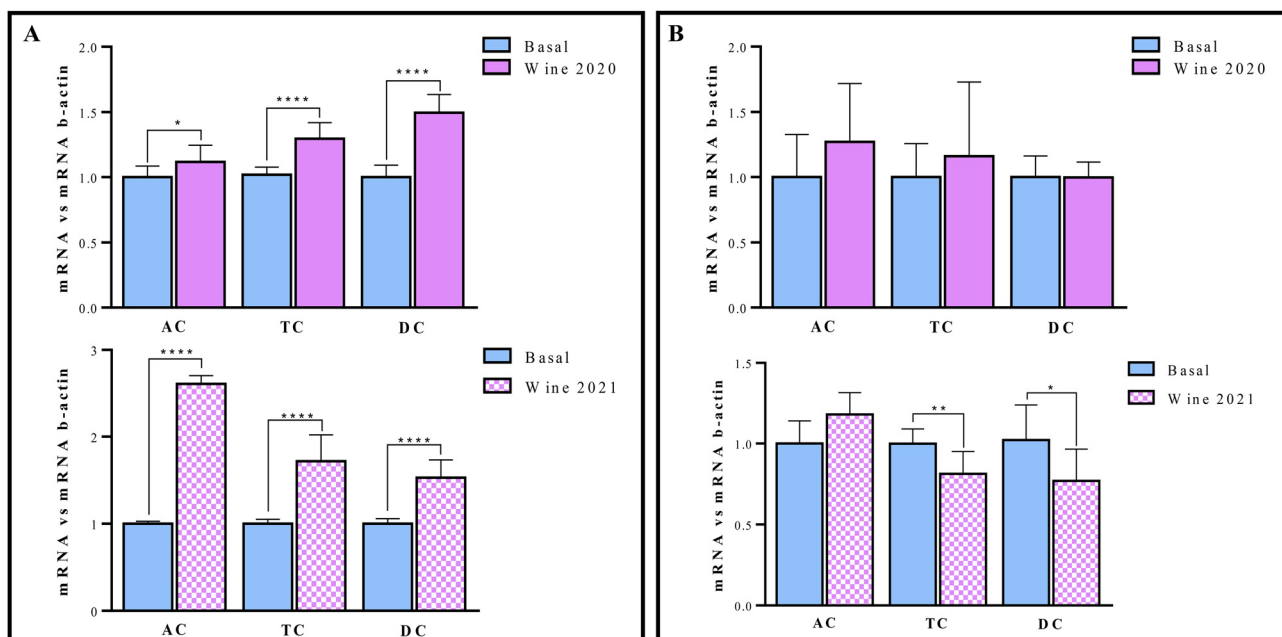 A
mRNA vs mRNA b-actin
2.0
1.5
1.0
0.5
0.0
*
****
****
Basal
Wine 2020
AC TC DC
mRNA vs mRNA b-actin
3
2
1
0
****
****
****
Basal
Wine 2021
AC TC DC
B
mRNA vs mRNA b-actin
2.0
1.5
1.0
0.5
0.0
Basal
Wine 2020
AC TC DC
mRNA vs mRNA b-actin
1.5
1.0
0.5
0.0
**
*
Basal
Wine 2021
AC TC DC